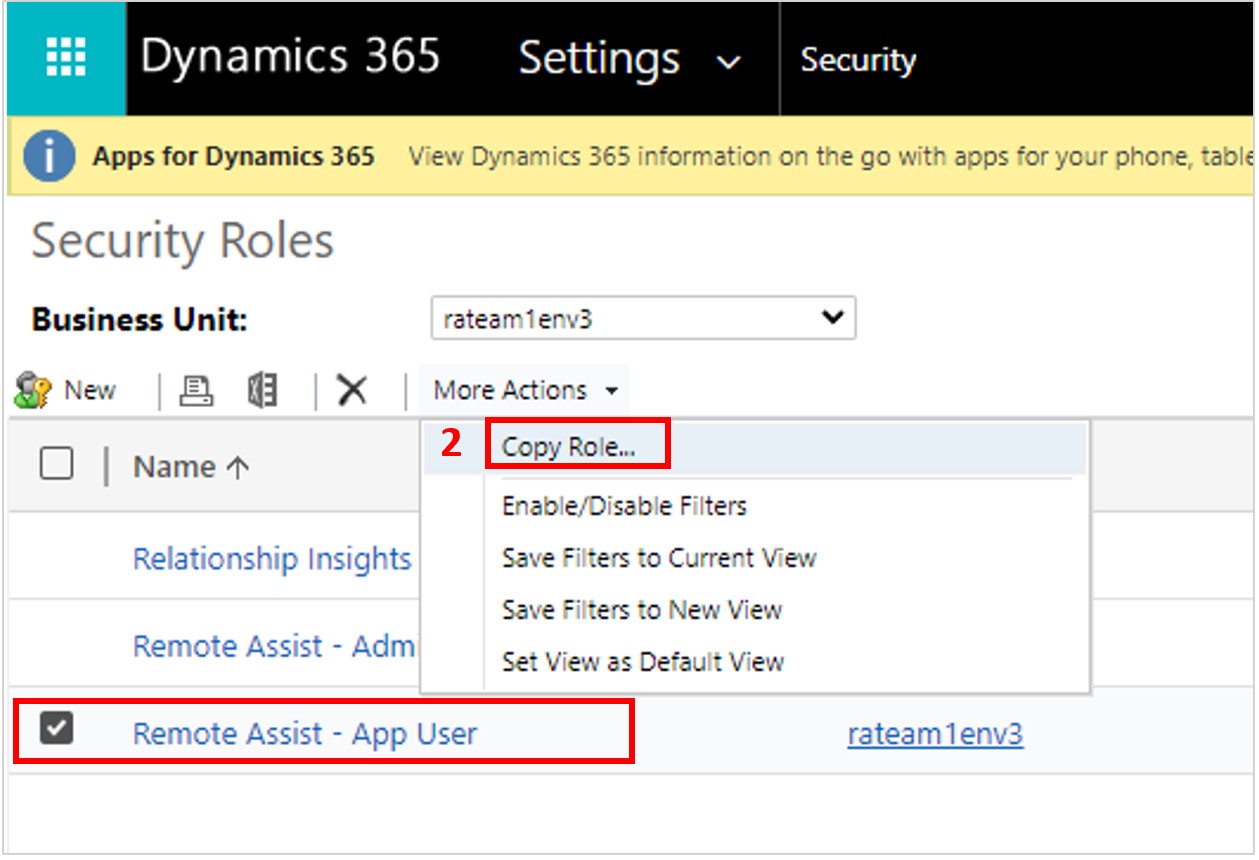 Dynamics 365 Settings Security
Apps for Dynamics 365 View Dynamics 365 information on the go with apps for your phone,
Security Roles
Business Unit: rateam1env3
New More Actions
2 Copy Role...
Name ↑
Enable/Disable Filters
Relationship Insights
Save Filters to Current View
Save Filters to New View
Remote Assist -
Set View as Default View
Remote Assist - App User rateam1env3